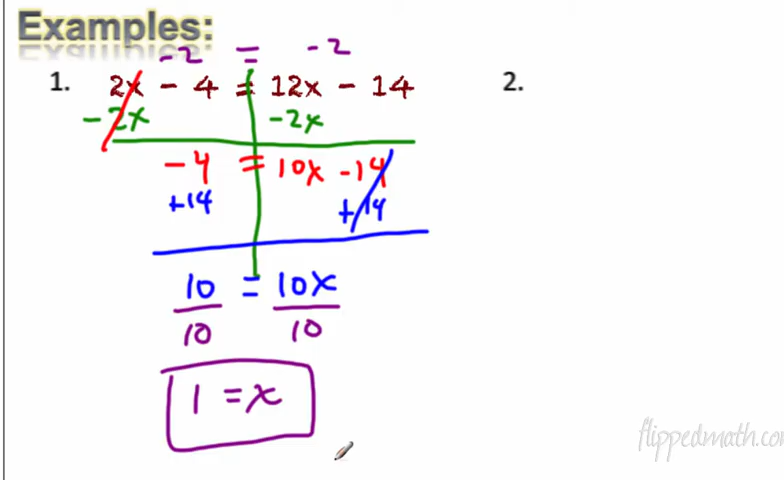 Examples:
-2 = -2
1. 2x - 4 = 12x - 14
2.
-2x -2x
-4 = 10x -14
+14 +14
10 = 10x
10 10
1 = x
flippedmath.com